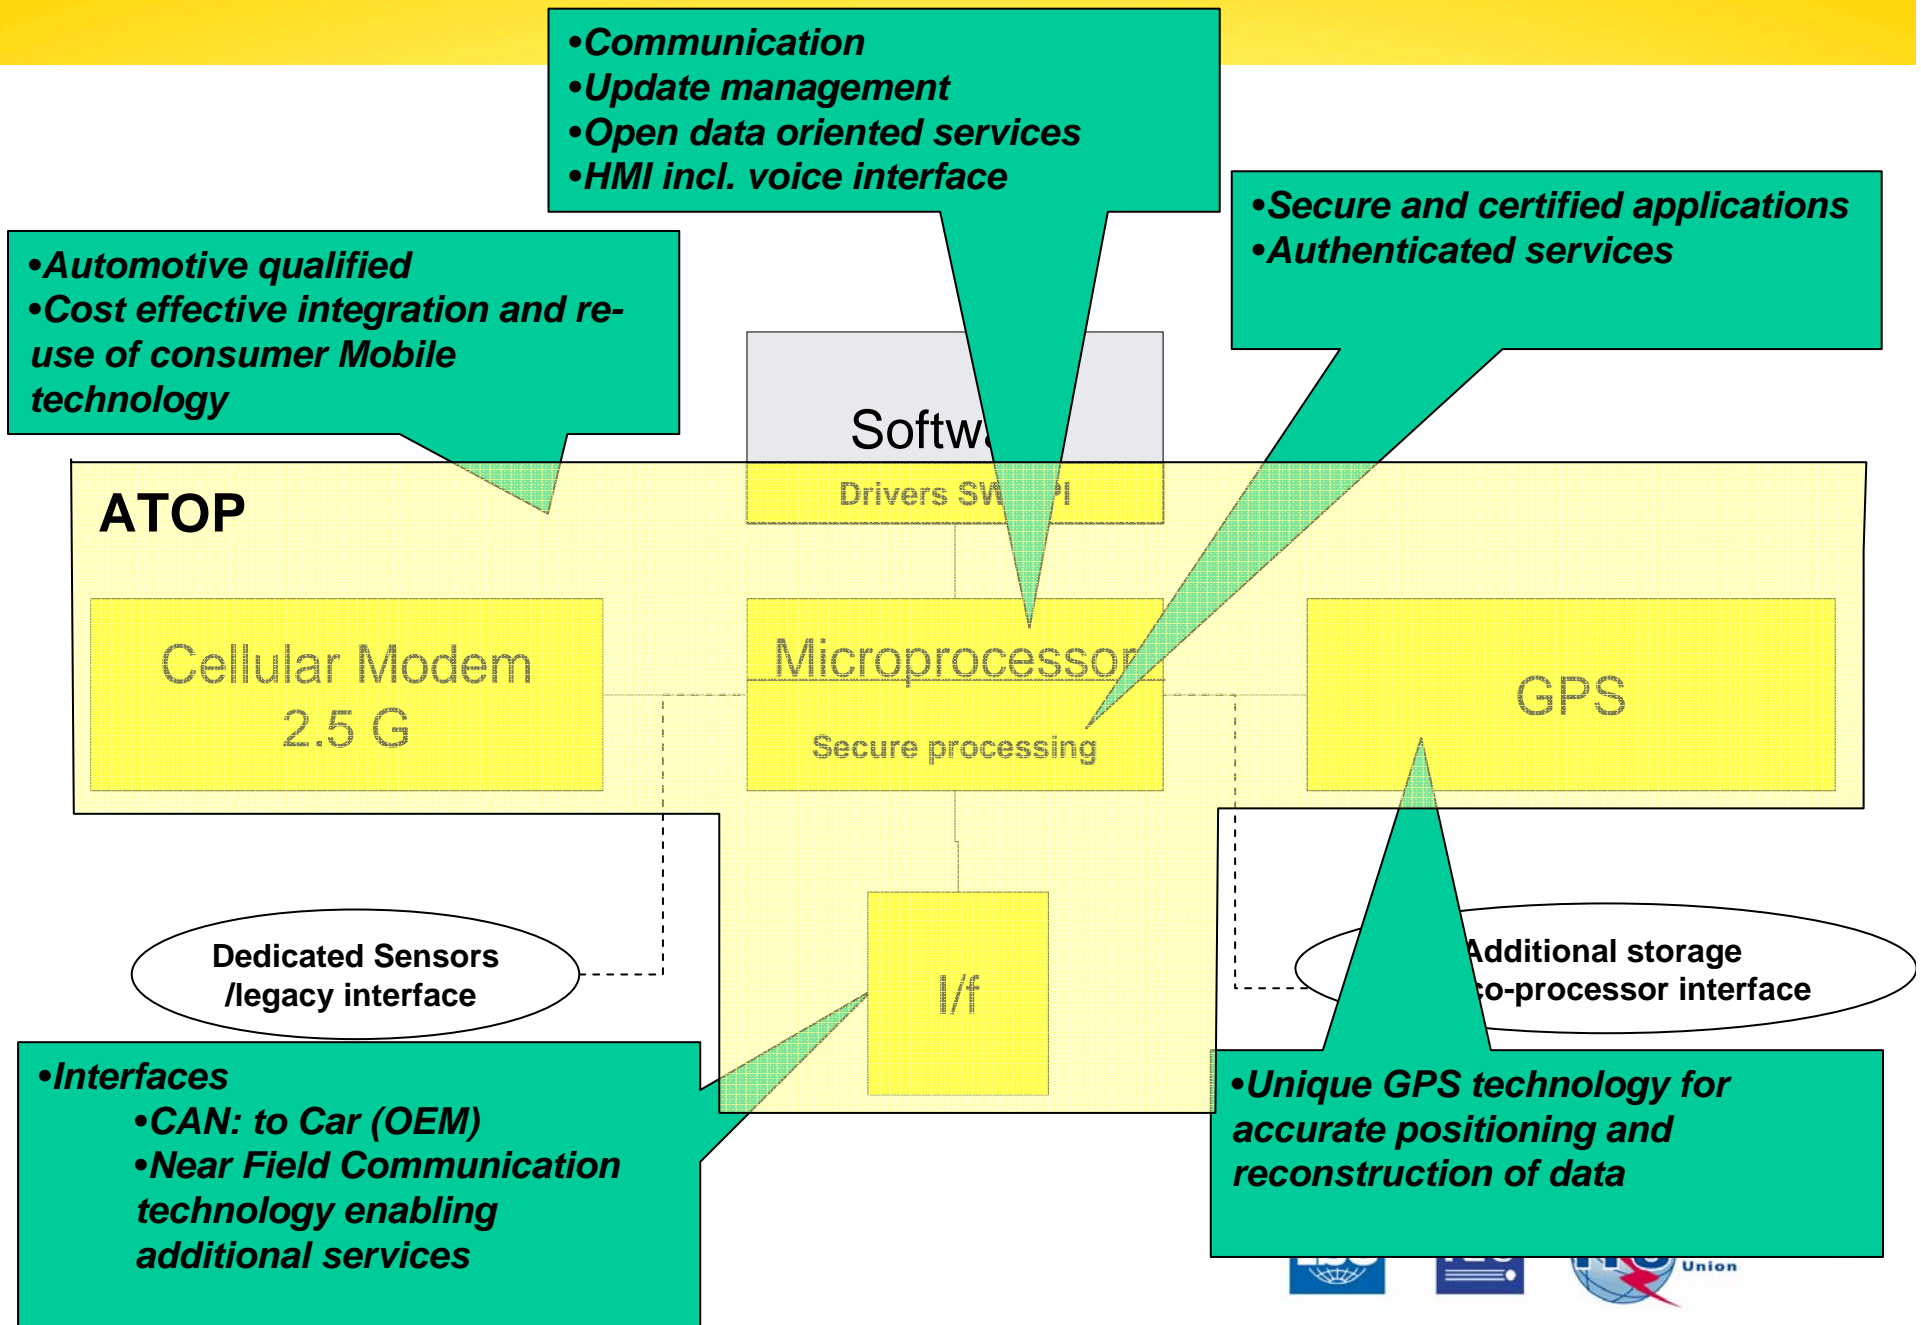 •Communication
•Update management
•Open data oriented services
•HMI incl. voice interface
•Secure and certified applications
•Authenticated services
•Automotive qualified
•Cost effective integration and re-
use of consumer Mobile
technology
Drivers SW
ATOP
Cellular Modem
2.5 G
Microprocessor
Secure processing
GPS
Dedicated Sensors
/legacy interface
I/f
Additional storage
co-processor interface
•Interfaces
•CAN: to Car (OEM)
•Near Field Communication
technology enabling
additional services
•Unique GPS technology for
accurate positioning and
reconstruction of data
Union